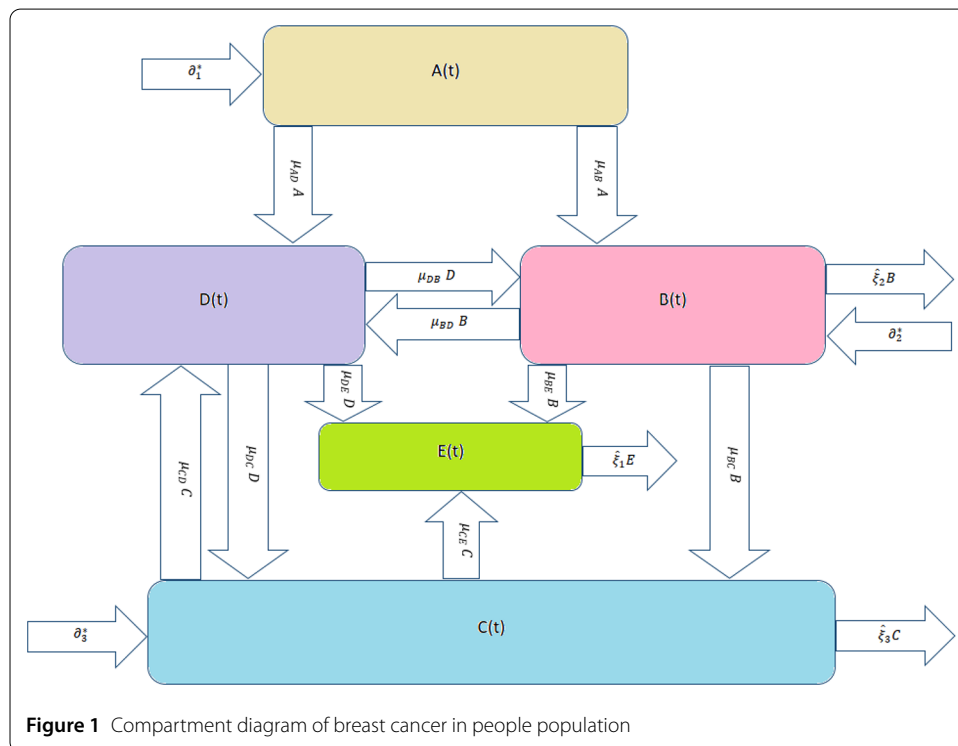 A(t)
∂₁*
μ_AD A
μ_AB A
D(t)
μ_DB D
μ_BD B
B(t)
ξ̂₂B
∂₂*
μ_DE D
μ_BE B
E(t)
ξ̂₁E
μ_CD C
μ_DC D
μ_CE C
μ_BC B
∂₃*
C(t)
ξ̂₃C
Figure 1 Compartment diagram of breast cancer in people population